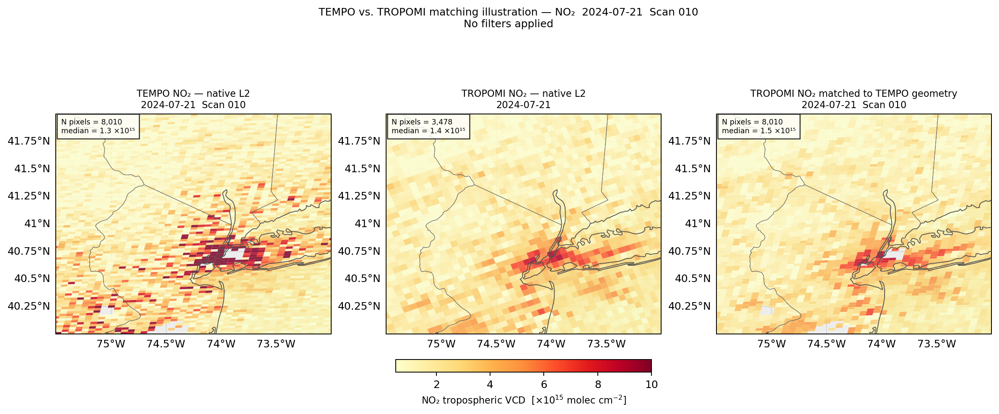 TEMPO vs. TROPOMI matching illustration — NO₂  2024-07-21  Scan 010
No filters applied
TEMPO NO₂ — native L2
2024-07-21  Scan 010
N pixels = 8,010
median = 1.3 ×10¹⁵
41.75°N
41.5°N
41.25°N
41°N
40.75°N
40.5°N
40.25°N
75°W 74.5°W 74°W 73.5°W
TROPOMI NO₂ — native L2
2024-07-21
N pixels = 3,478
median = 1.4 ×10¹⁵
41.75°N
41.5°N
41.25°N
41°N
40.75°N
40.5°N
40.25°N
75°W 74.5°W 74°W 73.5°W
TROPOMI NO₂ matched to TEMPO geometry
2024-07-21  Scan 010
N pixels = 8,010
median = 1.5 ×10¹⁵
41.75°N
41.5°N
41.25°N
41°N
40.75°N
40.5°N
40.25°N
75°W 74.5°W 74°W 73.5°W
2 4 6 8 10
NO₂ tropospheric VCD  [×10¹⁵ molec cm⁻²]